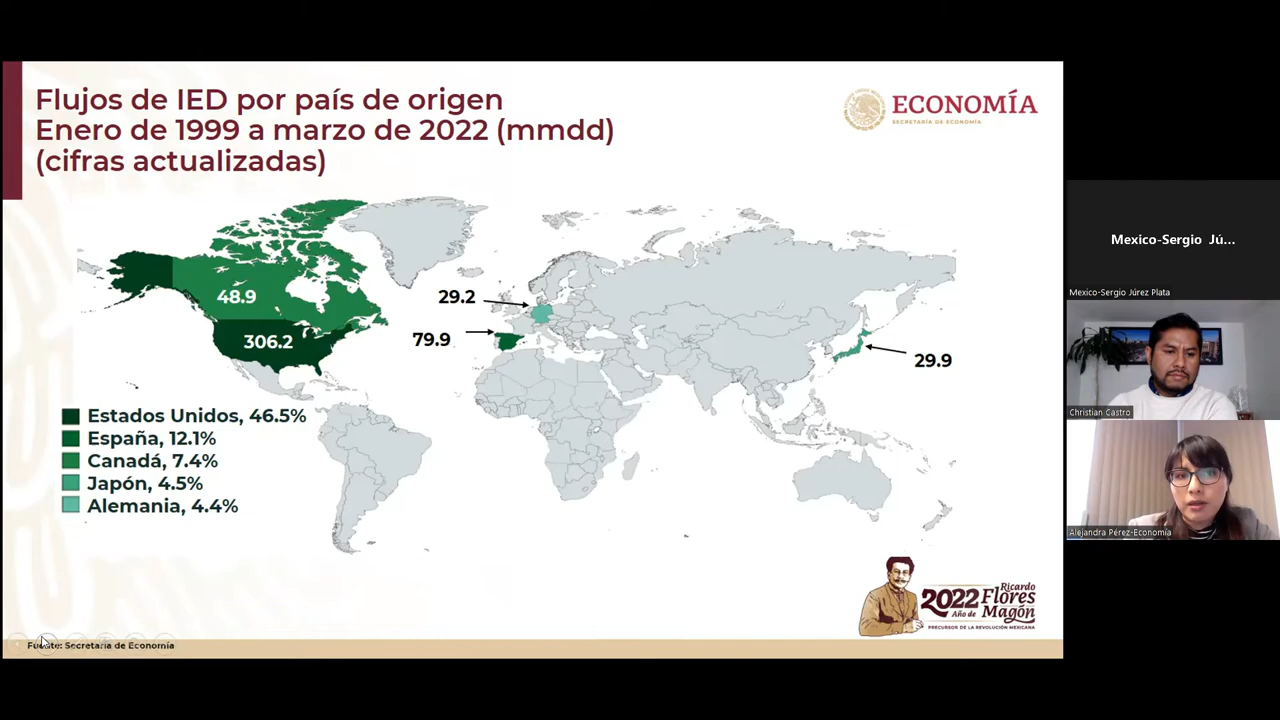 Flujos de IED por país de origen
Enero de 1999 a marzo de 2022 (mmdd)
(cifras actualizadas)
ECONOMÍA
SECRETARÍA DE ECONOMÍA
48.9
306.2
29.2
79.9
29.9
Estados Unidos, 46.5%
España, 12.1%
Canadá, 7.4%
Japón, 4.5%
Alemania, 4.4%
2022 Ricardo
Año de Flores
Magón
PRECURSOR DE LA REVOLUCIÓN MEXICANA
Fuente: Secretaría de Economía
Mexico-Sergio Jú...
Mexico-Sergio Júrez Plata
Christian Castro
Alejandra Pérez-Economía